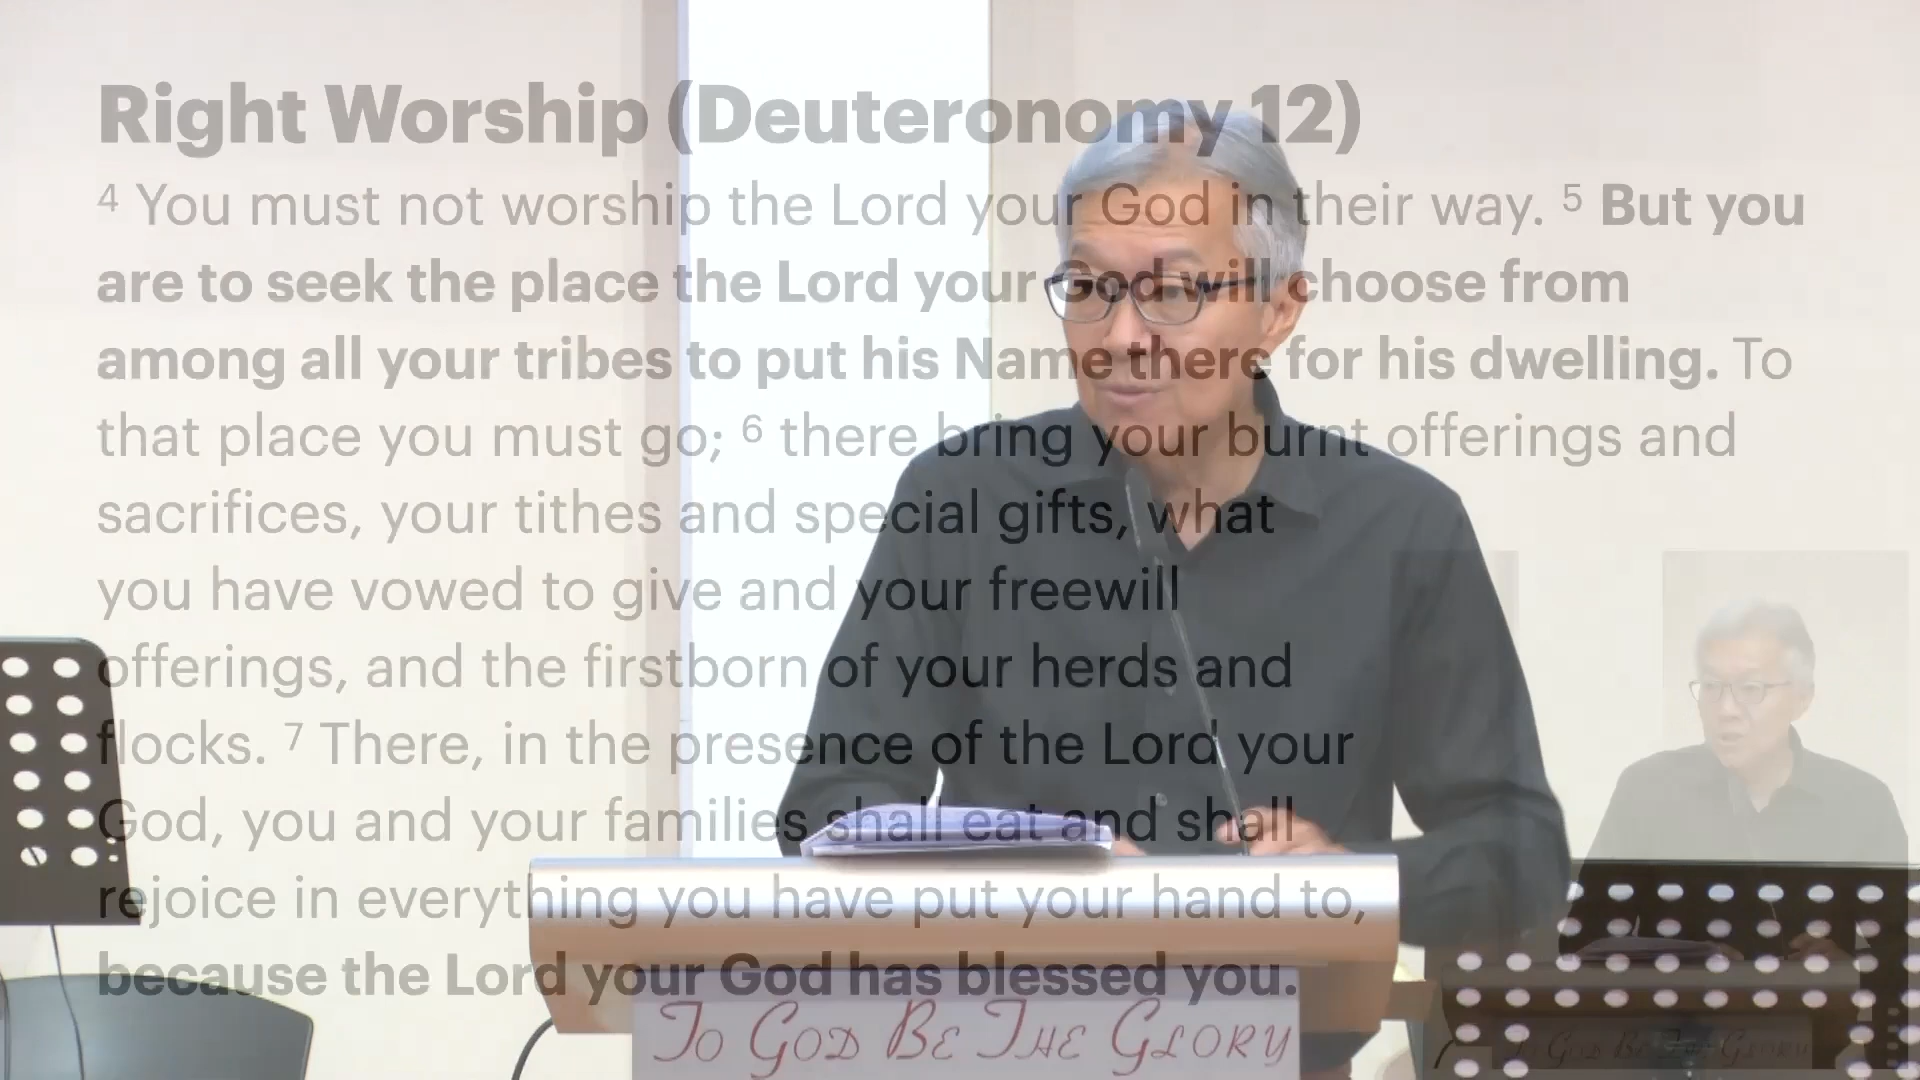 Right Worship (Deuteronomy 12)
4 You must not worship the Lord your God in their way. 5 But you
are to seek the place the Lord your God will choose from
among all your tribes to put his Name there for his dwelling. To
that place you must go; 6 there bring your burnt offerings and
sacrifices, your tithes and special gifts, what
you have vowed to give and your freewill
offerings, and the firstborn of your herds and
flocks. 7 There, in the presence of the Lord your
God, you and your families shall eat and shall
rejoice in everything you have put your hand to,
because the Lord your God has blessed you.
To God Be The Glory
To God Be The Glory